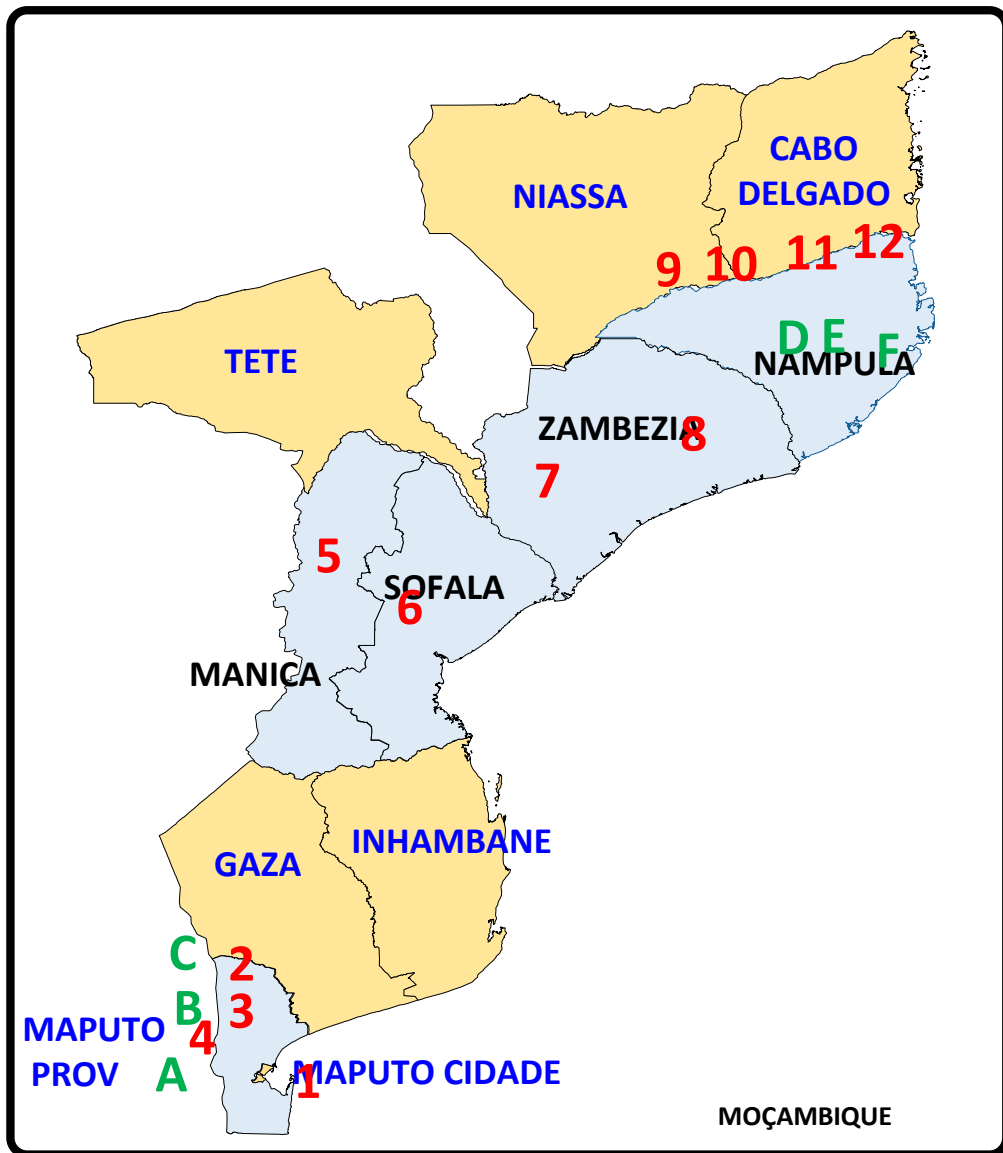 CABO
DELGADO
NIASSA
12
11
10
9
D E
F
NAMPULA
TETE
ZAMBEZIA
8
7
5
SOFALA
6
MANICA
INHAMBANE
GAZA
C
2
B
3
MAPUTO
4
PROV
A
MAPUTO CIDADE
1
MOÇAMBIQUE